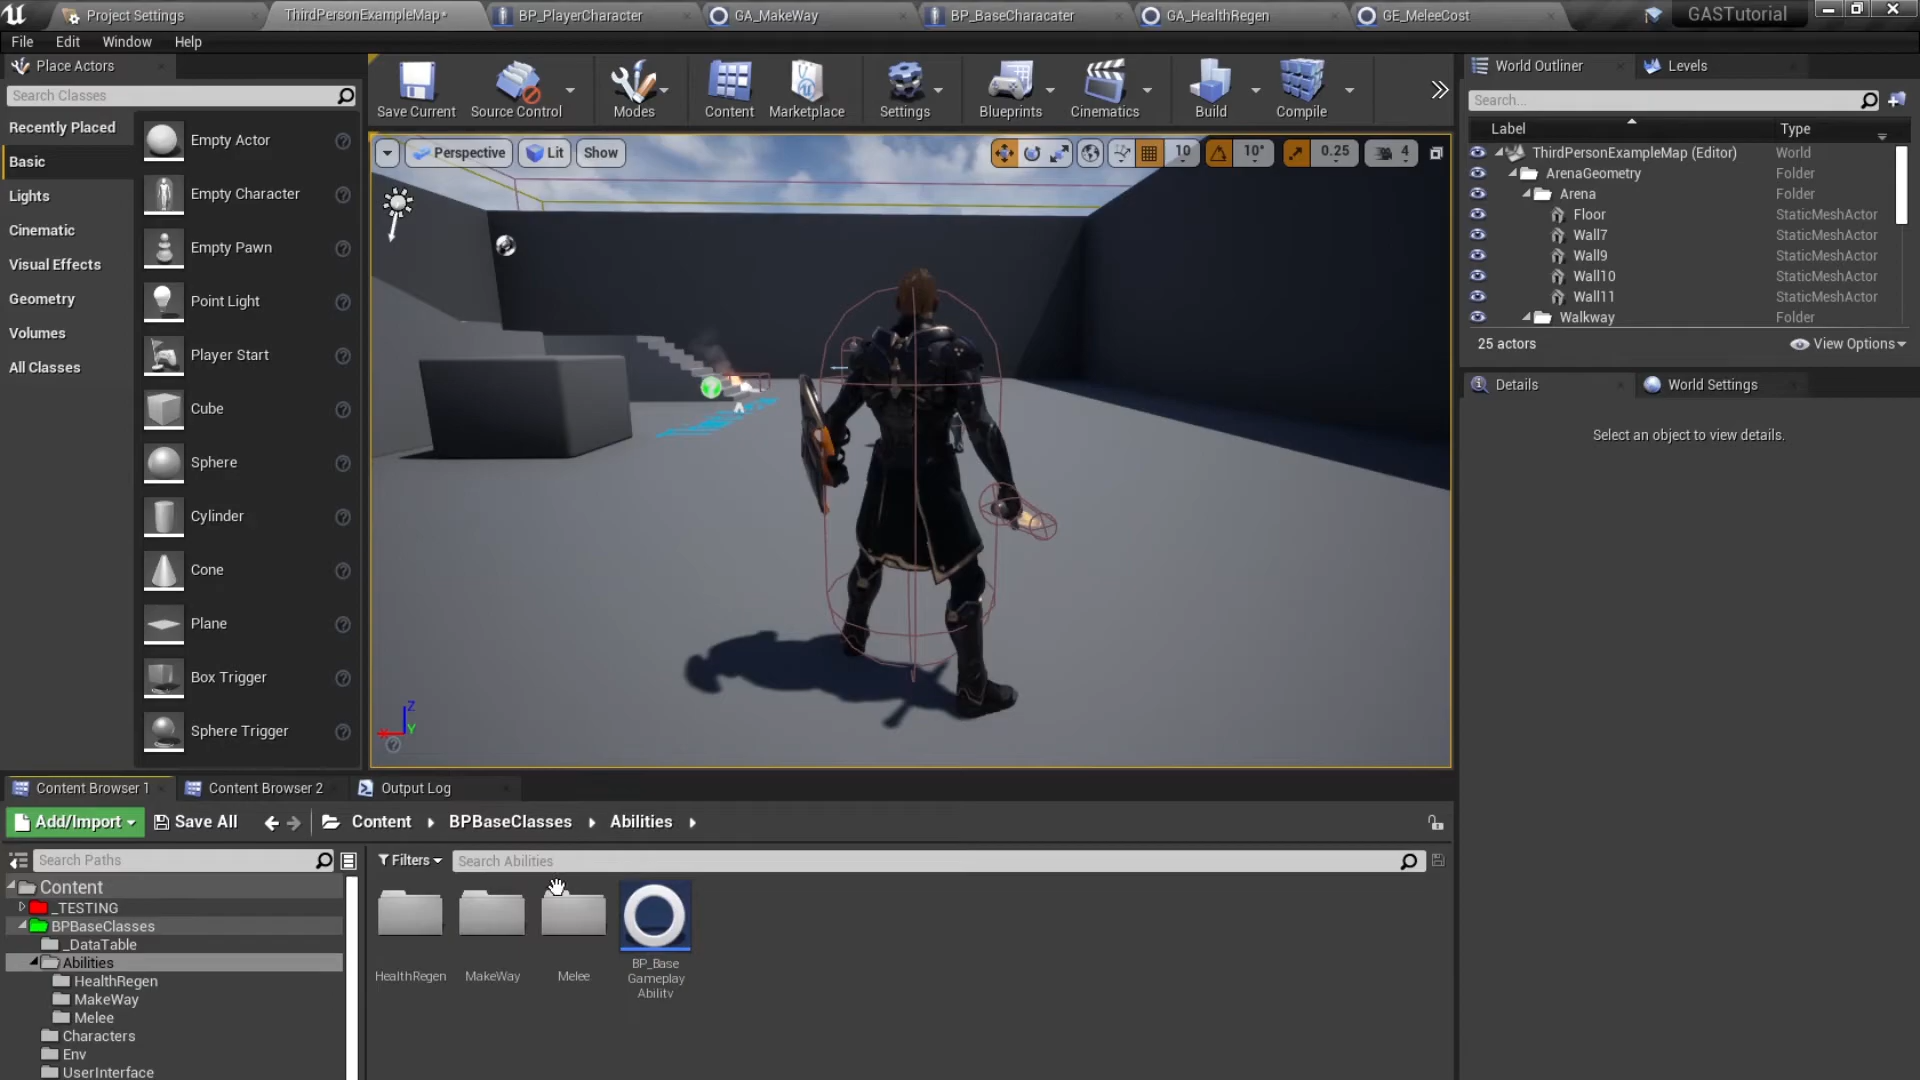 Project Settings
ThirdPersonExampleMap*
BP_PlayerCharacter
GA_MakeWay
BP_BaseCharacater
GA_HealthRegen
GE_MeleeCost
GASTutorial
File Edit Window Help
Place Actors
Search Classes
Recently Placed
Basic
Lights
Cinematic
Visual Effects
Geometry
Volumes
All Classes
Empty Actor
Empty Character
Empty Pawn
Point Light
Player Start
Cube
Sphere
Cylinder
Cone
Plane
Box Trigger
Sphere Trigger
Save Current
Source Control
Modes
Content
Marketplace
Settings
Blueprints
Cinematics
Build
Compile
Perspective
Lit
Show
10
10°
0.25
4
Z
Y
X
World Outliner
Levels
Search...
Label Type
ThirdPersonExampleMap (Editor) World
ArenaGeometry Folder
Arena Folder
Floor StaticMeshActor
Wall7 StaticMeshActor
Wall9 StaticMeshActor
Wall10 StaticMeshActor
Wall11 StaticMeshActor
Walkway Folder
25 actors
View Options
Details
World Settings
Select an object to view details.
Content Browser 1
Content Browser 2
Output Log
Add/Import
Save All
Content
BPBaseClasses
Abilities
Search Paths
Content
_TESTING
BPBaseClasses
_DataTable
Abilities
HealthRegen
MakeWay
Melee
Characters
Env
UserInterface
Filters
Search Abilities
HealthRegen
MakeWay
Melee
BP_Base
Gameplay
Ability